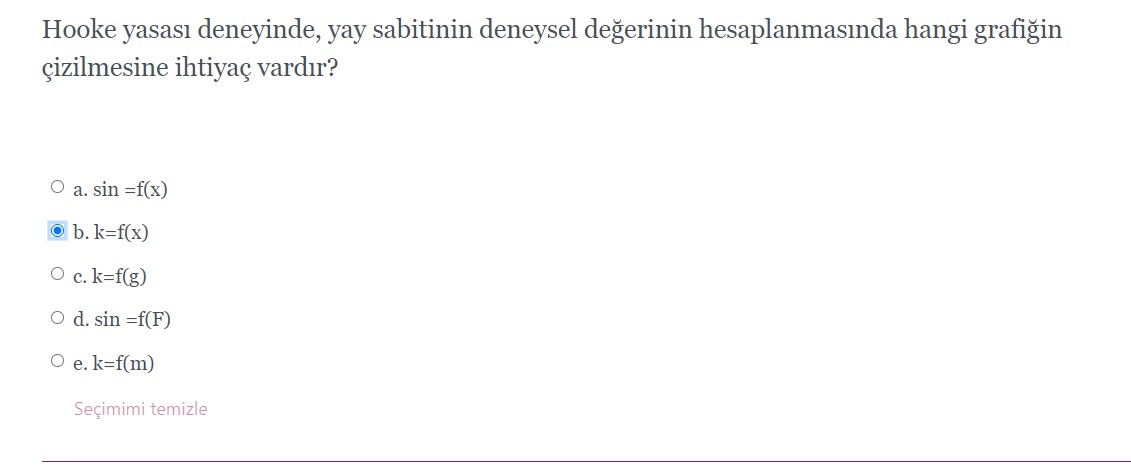 Hooke yasası deneyinde, yay sabitinin deneysel değerinin hesaplanmasında hangi grafiğin
çizilmesine ihtiyaç vardır?
a. sin =f(x)
b. k=f(x)
c. k=f(g)
d. sin =f(F)
e. k=f(m)
Seçimimi temizle